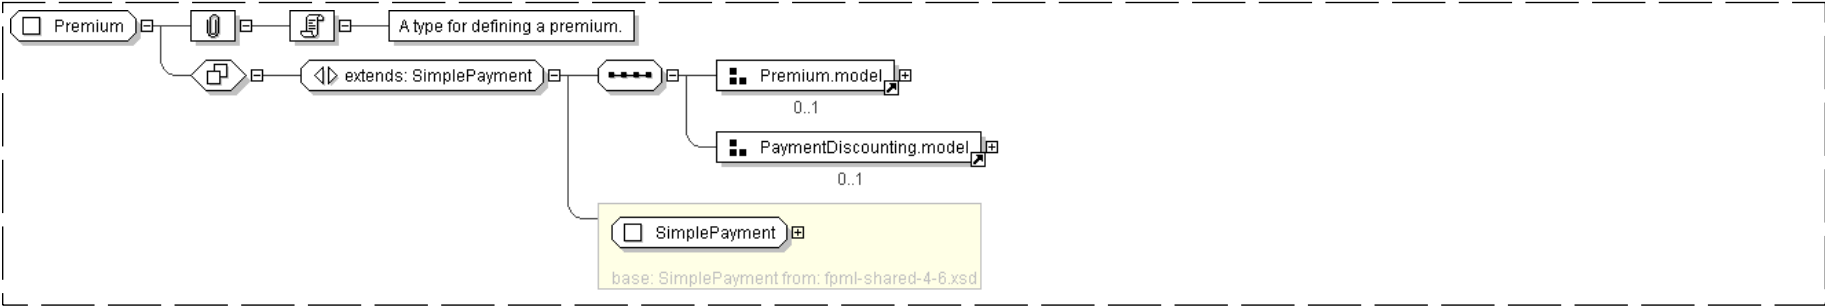 Premium
A type for defining a premium.
extends: SimplePayment
Premium.model
0..1
PaymentDiscounting.model
0..1
SimplePayment
base: SimplePayment from: fpml-shared-4-6.xsd